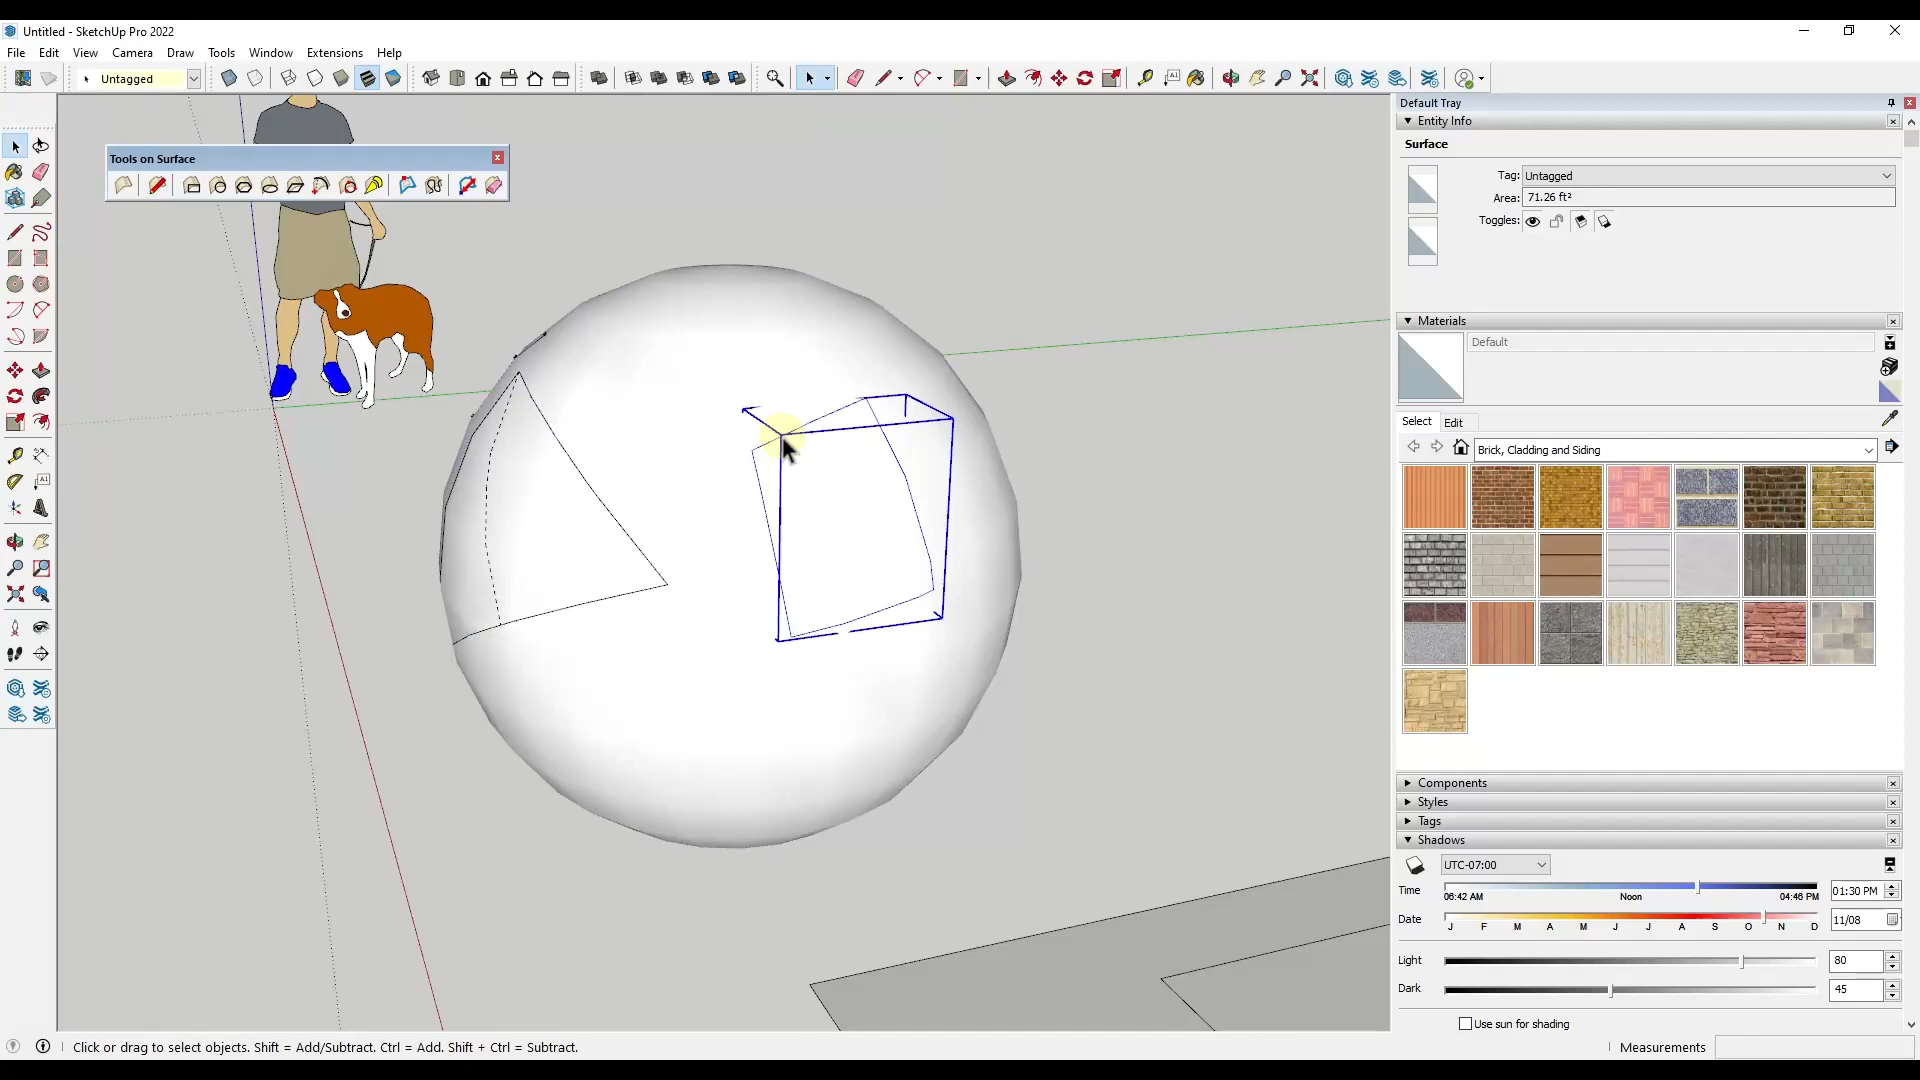 Untitled - SketchUp Pro 2022
File Edit View Camera Draw Tools Window Extensions Help
Untagged
Default Tray
Entity Info
Surface
Tag: Untagged
Area: 71.26 ft²
Toggles:
Tools on Surface
Materials
Default
Select Edit
Brick, Cladding and Siding
Components
Styles
Tags
Shadows
UTC-07:00
Time 01:30 PM
06:42 AM Noon 04:46 PM
Date 11/08
J F M A M J J A S O N D
Light 80
Dark 45
Use sun for shading
Click or drag to select objects. Shift = Add/Subtract. Ctrl = Add. Shift + Ctrl = Subtract.
Measurements